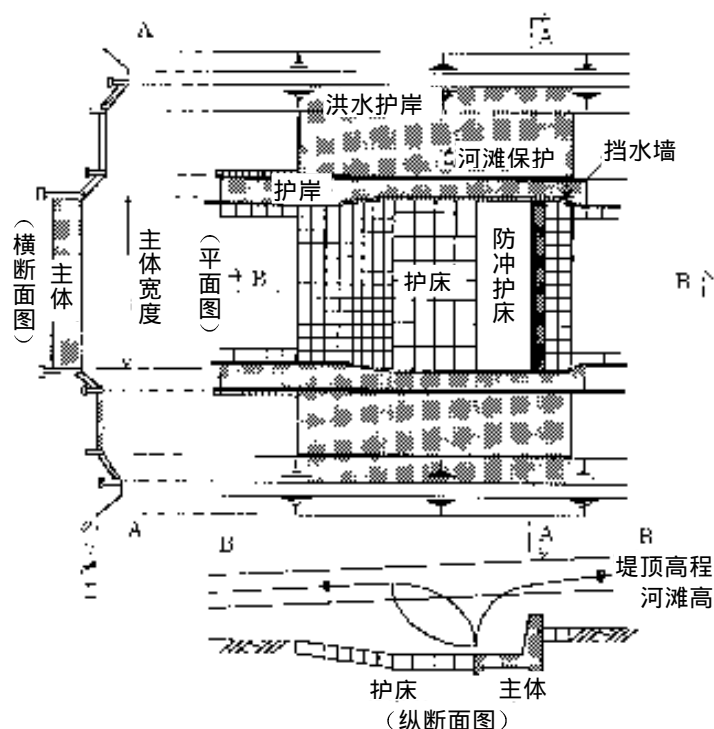 A
A
洪水护岸
河滩保护
挡水墙
护岸
（横断面图）
主体
主体宽度
（平面图）
B
护床
防冲护床
B
A
B
A
B
堤顶高程
河滩高
护床
主体
（纵断面图）